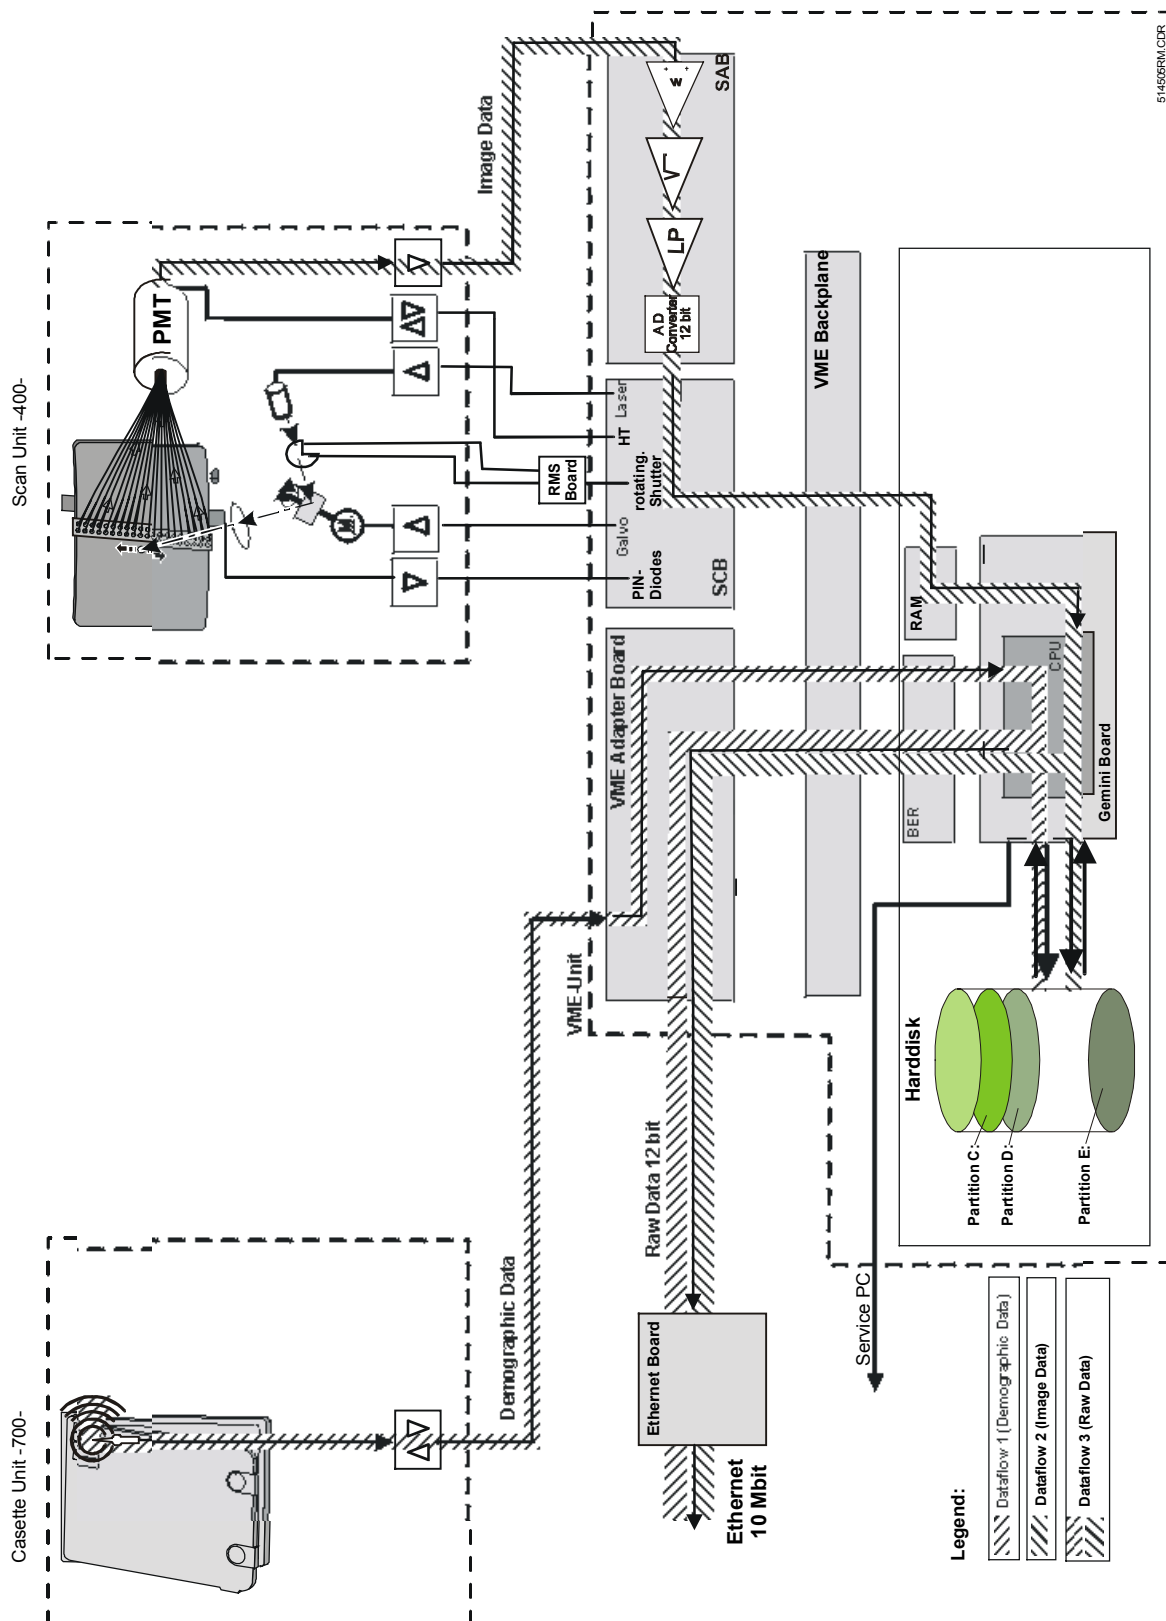 Casette Unit -700-
Scan Unit -400-
PMT
M
Image Data
Demographic Data
VME-Unit
RMS
Board
Laser
HT
rotating.
Shutter
Galvo
PIN-
Diodes
SCB
SAB
V
LP
AD
Converter
12 bit
VME Adapter Board
VME Backplane
Raw Data 12 bit
Ethernet Board
Ethernet
10 Mbit
Service PC
RAM
BER
CPU
Gemini Board
Harddisk
Partition C:
Partition D:
Partition E:
Legend:
Dataflow 1 (Demographic Data)
Dataflow 2 (Image Data)
Dataflow 3 (Raw Data)
514505RM.CDR